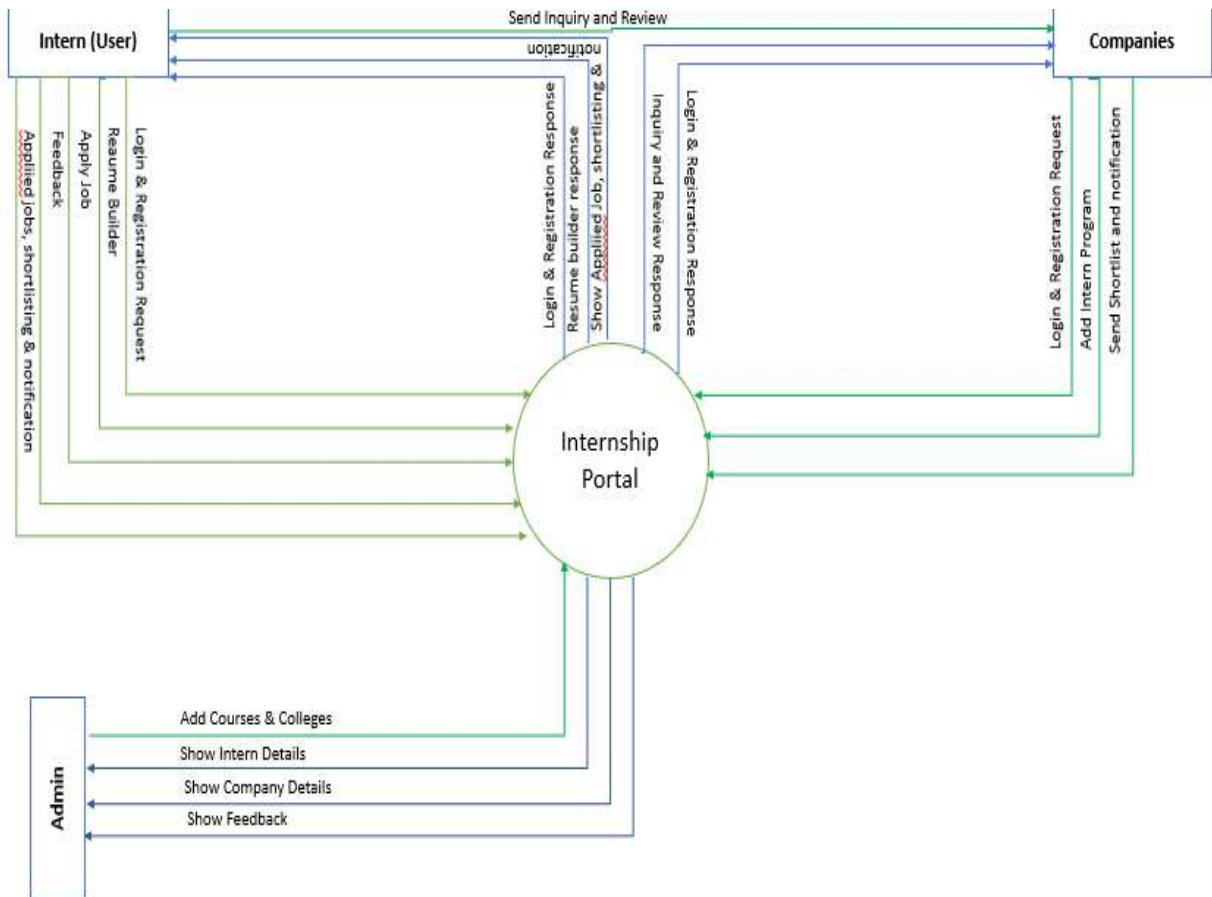 Send Inquiry and Review
Intern (User)
Companies
notification
Appliied jobs, shortlisting & notification
Feedback
Apply Job
Reaume Builder
Login & Registration Request
Login & Registration Response
Resume builder response
Show Appliied Job, shortlisting &
Inquiry and Review Response
Login & Registration Response
Login & Registration Request
Add Intern Program
Send Shortlist and notification
Internship
Portal
Add Courses & Colleges
Show Intern Details
Show Company Details
Show Feedback
Admin